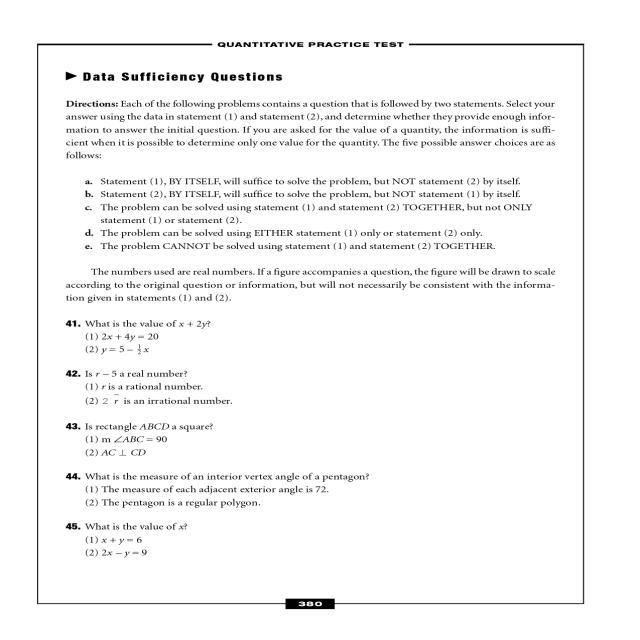 QUANTITATIVE PRACTICE TEST
► Data Sufficiency Questions
Directions: Each of the following problems contains a question that is followed by two statements. Select your
answer using the data in statement (1) and statement (2), and determine whether they provide enough infor-
mation to answer the initial question. If you are asked for the value of a quantity, the information is suffi-
cient when it is possible to determine only one value for the quantity. The five possible answer choices are as
follows:
a. Statement (1), BY ITSELF, will suffice to solve the problem, but NOT statement (2) by itself.
b. Statement (2), BY ITSELF, will suffice to solve the problem, but NOT statement (1) by itself.
c. The problem can be solved using statement (1) and statement (2) TOGETHER, but not ONLY
statement (1) or statement (2).
d. The problem can be solved using EITHER statement (1) only or statement (2) only.
e. The problem CANNOT be solved using statement (1) and statement (2) TOGETHER.
The numbers used are real numbers. If a figure accompanies a question, the figure will be drawn to scale
according to the original question or information, but will not necessarily be consistent with the informa-
tion given in statements (1) and (2).
41. What is the value of x + 2y?
(1) 2x + 4y = 20
(2) y = 5 – ½ x
42. Is r – 5 a real number?
(1) r is a rational number.
(2) 2 r̅ is an irrational number.
43. Is rectangle ABCD a square?
(1) m ∠ABC = 90
(2) AC ⊥ CD
44. What is the measure of an interior vertex angle of a pentagon?
(1) The measure of each adjacent exterior angle is 72.
(2) The pentagon is a regular polygon.
45. What is the value of x?
(1) x + y = 6
(2) 2x – y = 9
380